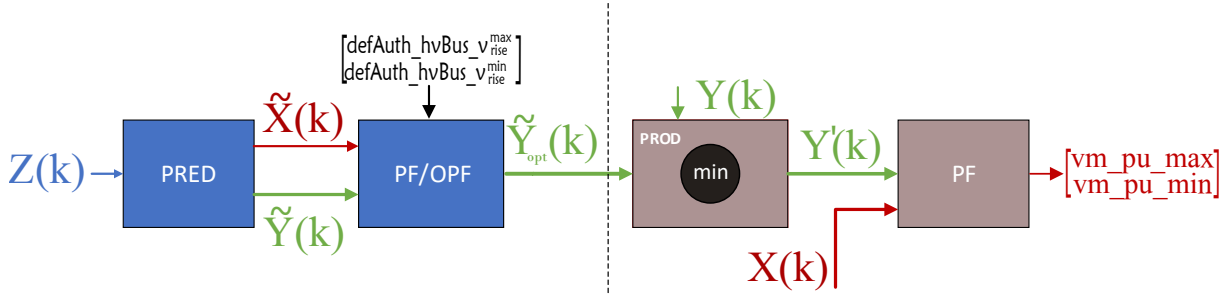 [defAuth_hvBus_v_rise^max
defAuth_hvBus_v_rise^min]
X̃(k)
Ỹ_opt(k)
Y(k)
Z(k)
PRED
PF/OPF
PROD
min
Y'(k)
PF
[vm_pu_max
vm_pu_min]
Ỹ(k)
X(k)